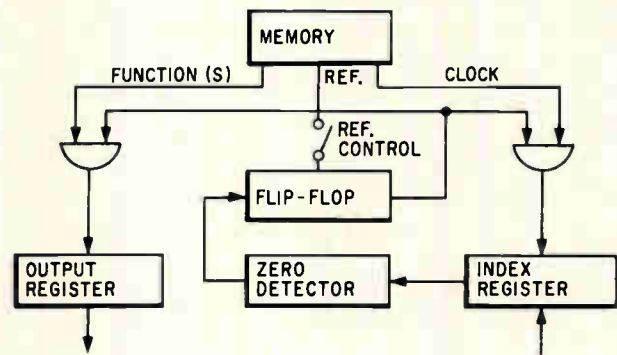 MEMORY
FUNCTION (S)
REF.
CLOCK
REF.
CONTROL
FLIP-FLOP
OUTPUT
REGISTER
ZERO
DETECTOR
INDEX
REGISTER